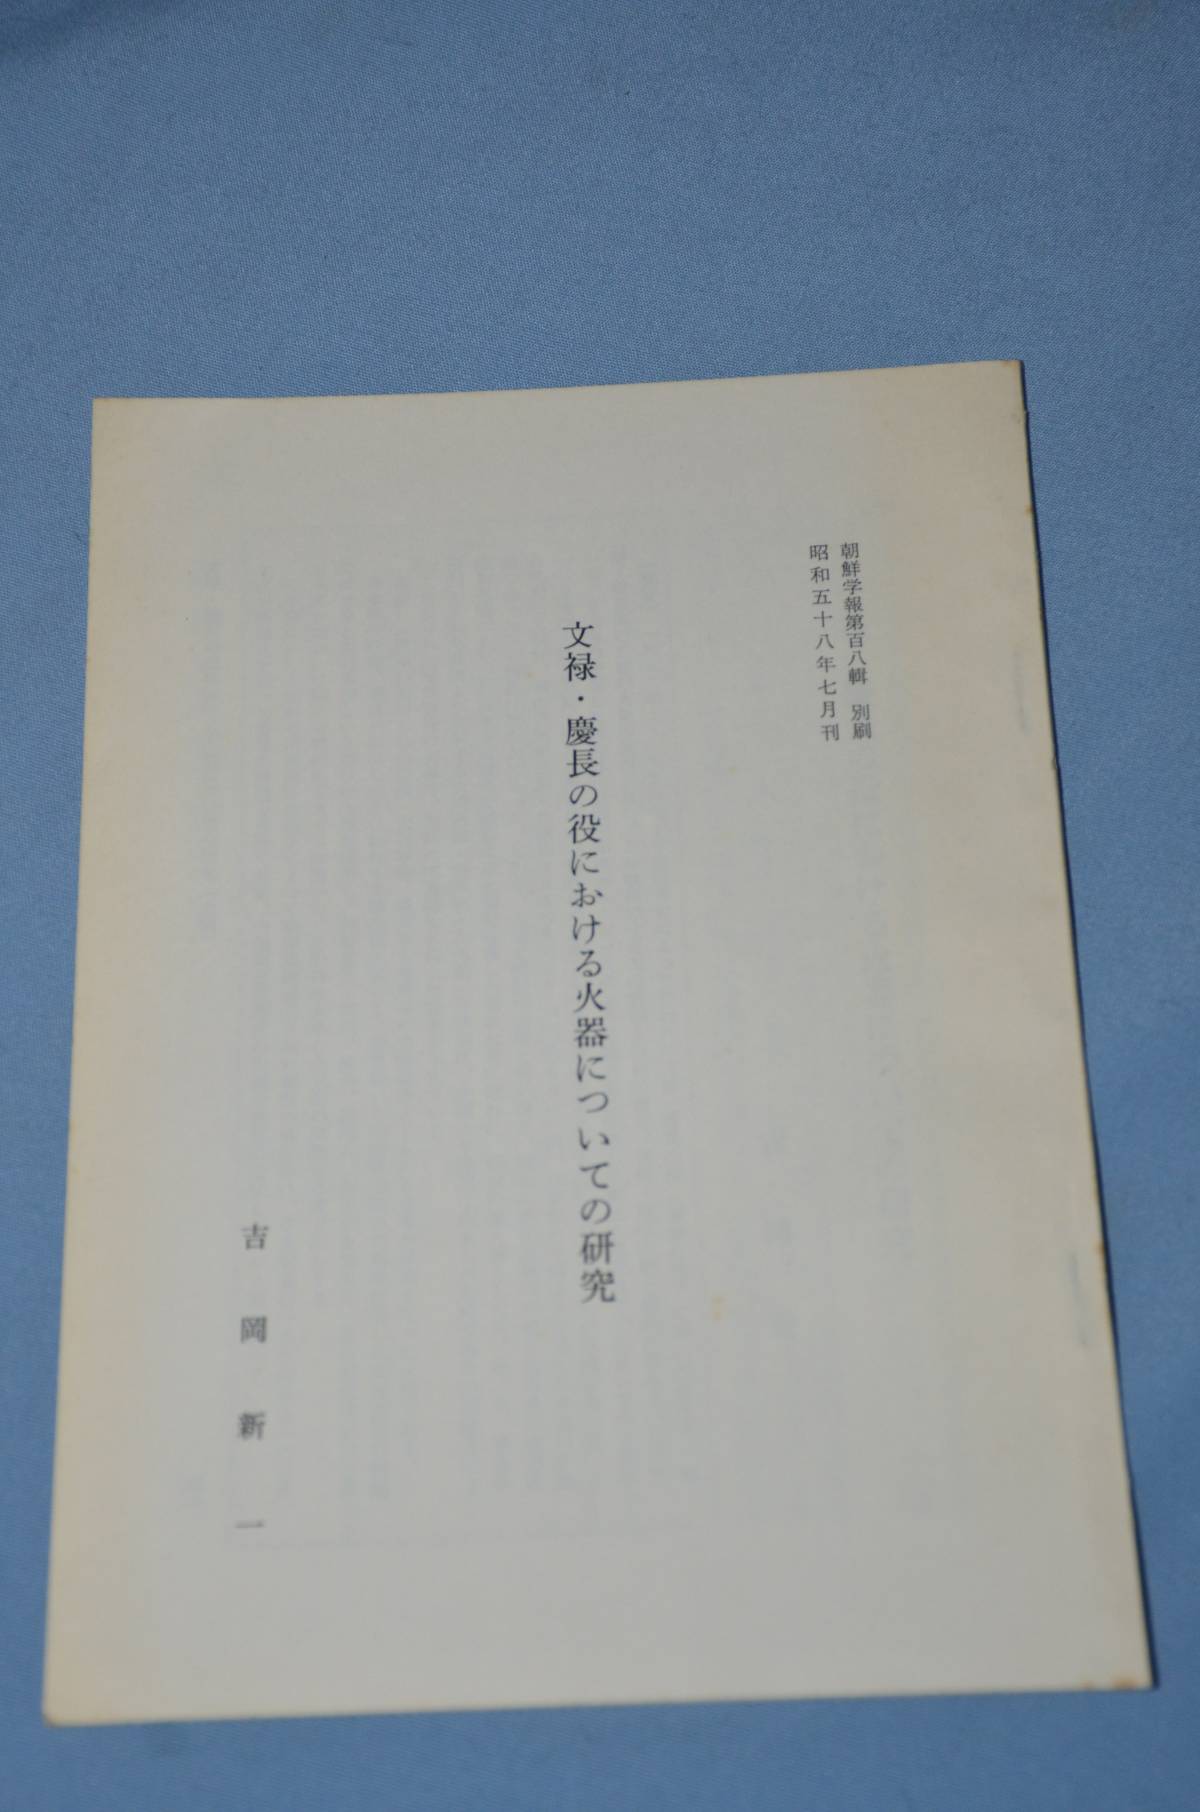 朝鮮学報第百八輯　別刷
昭和五十八年七月刊
文禄・慶長の役における火器についての研究
吉岡新一